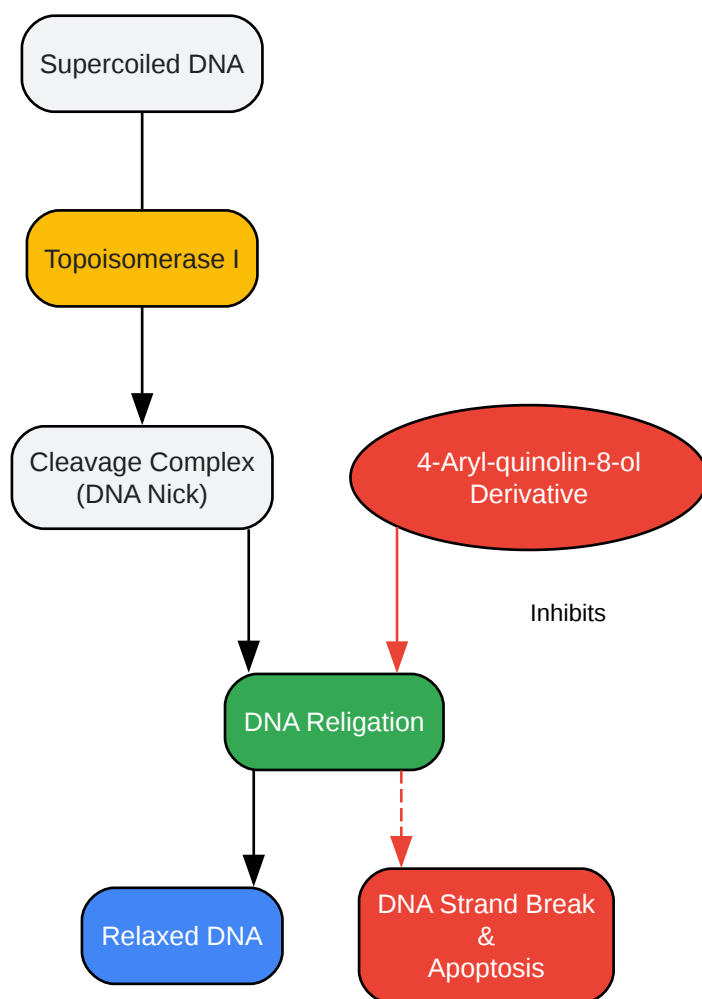 Supercoiled DNA
Topoisomerase I
Cleavage Complex
(DNA Nick)
4-Aryl-quinolin-8-ol
Derivative
Inhibits
DNA Religation
Relaxed DNA
DNA Strand Break
&
Apoptosis